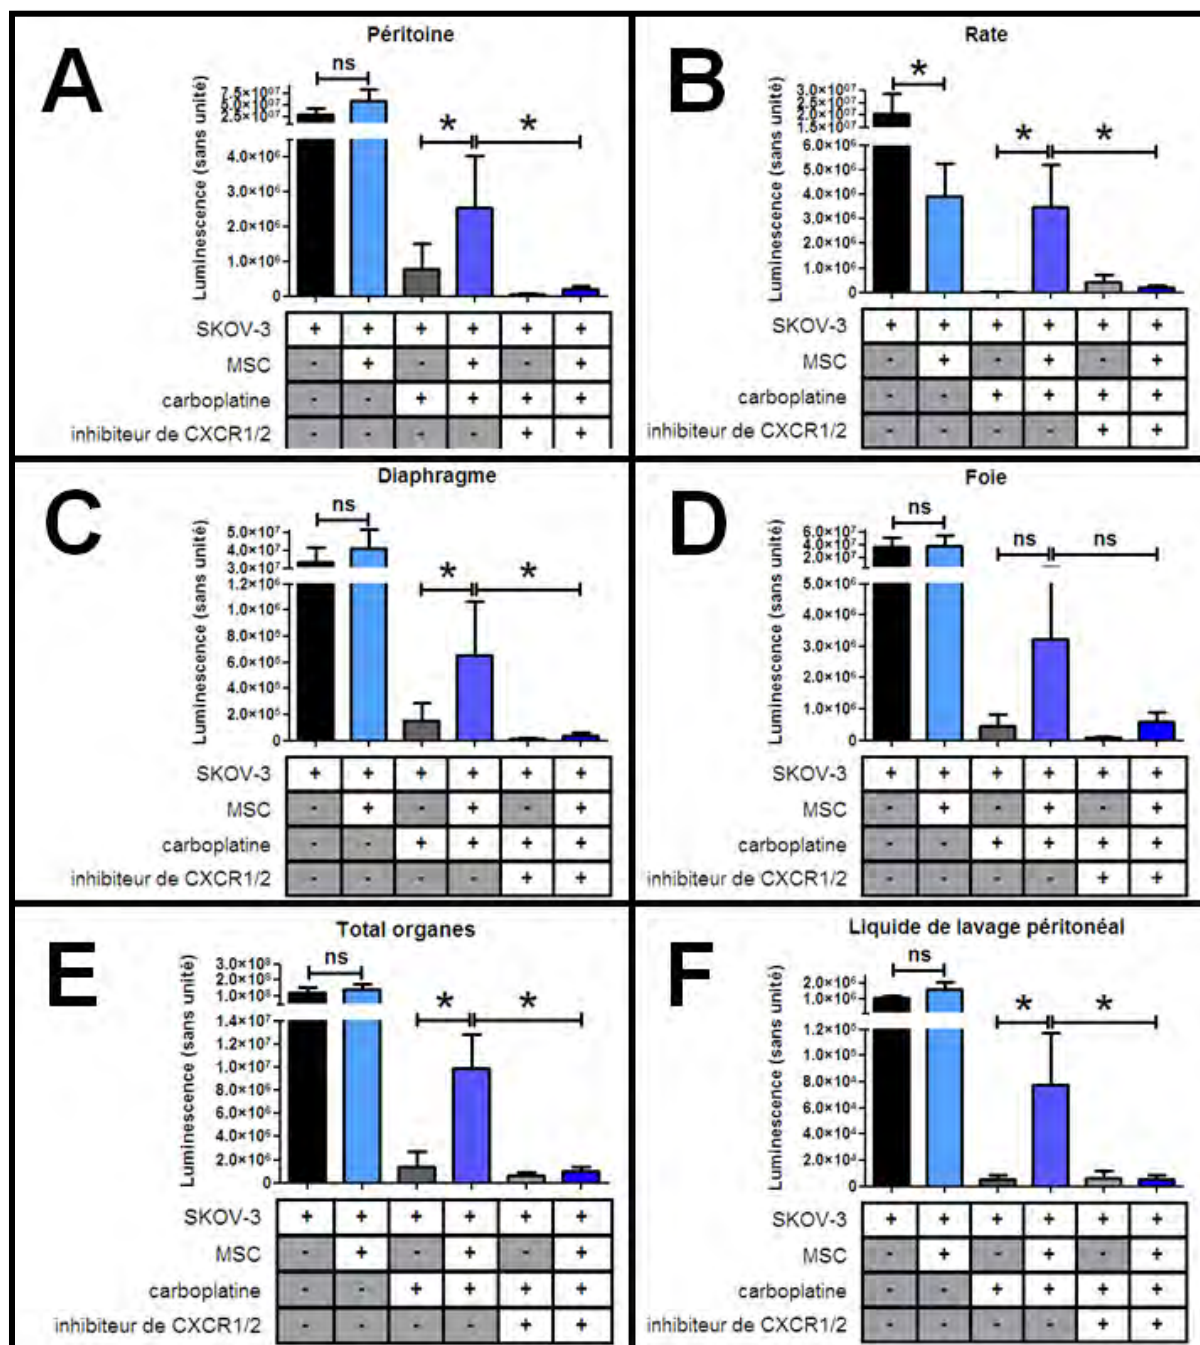 A
Péritoine
Luminescence (sans unité)
7.5×10⁰⁷
5.0×10⁰⁷
2.5×10⁰⁷
4.0×10⁶
3.0×10⁶
2.0×10⁶
1.0×10⁶
0
ns
*
*
SKOV-3 + + + + + +
MSC - + - + - +
carboplatine - - + + + +
inhibiteur de CXCR1/2 - - - - + +
B
Rate
Luminescence (sans unité)
3.0×10⁰⁷
2.5×10⁰⁷
2.0×10⁰⁷
1.5×10⁰⁷
6.0×10⁶
5.0×10⁶
4.0×10⁶
3.0×10⁶
2.0×10⁶
1.0×10⁶
0
*
*
*
SKOV-3 + + + + + +
MSC - + - + - +
carboplatine - - + + + +
inhibiteur de CXCR1/2 - - - - + +
C
Diaphragme
Luminescence (sans unité)
5.0×10⁷
4.0×10⁷
3.0×10⁷
1.2×10⁶
1.0×10⁶
8.0×10⁵
6.0×10⁵
4.0×10⁵
2.0×10⁵
0
ns
*
*
SKOV-3 + + + + + +
MSC - + - + - +
carboplatine - - + + + +
inhibiteur de CXCR1/2 - - - - + +
D
Foie
Luminescence (sans unité)
6.0×10⁷
4.0×10⁷
2.0×10⁷
5.0×10⁶
3.0×10⁶
2.0×10⁶
1.0×10⁶
0
ns
ns
ns
SKOV-3 + + + + + +
MSC - + - + - +
carboplatine - - + + + +
inhibiteur de CXCR1/2 - - - - + +
E
Total organes
Luminescence (sans unité)
3.0×10⁸
2.0×10⁸
1.0×10⁸
1.4×10⁷
1.2×10⁷
1.0×10⁷
8.0×10⁶
6.0×10⁶
4.0×10⁶
2.0×10⁶
0
ns
*
*
SKOV-3 + + + + + +
MSC - + - + - +
carboplatine - - + + + +
inhibiteur de CXCR1/2 - - - - + +
F
Liquide de lavage péritonéal
Luminescence (sans unité)
2.0×10⁶
1.0×10⁶
1.2×10⁵
1.0×10⁵
8.0×10⁴
6.0×10⁴
4.0×10⁴
2.0×10⁴
0
ns
*
*
SKOV-3 + + + + + +
MSC - + - + - +
carboplatine - - + + + +
inhibiteur de CXCR1/2 - - - - + +